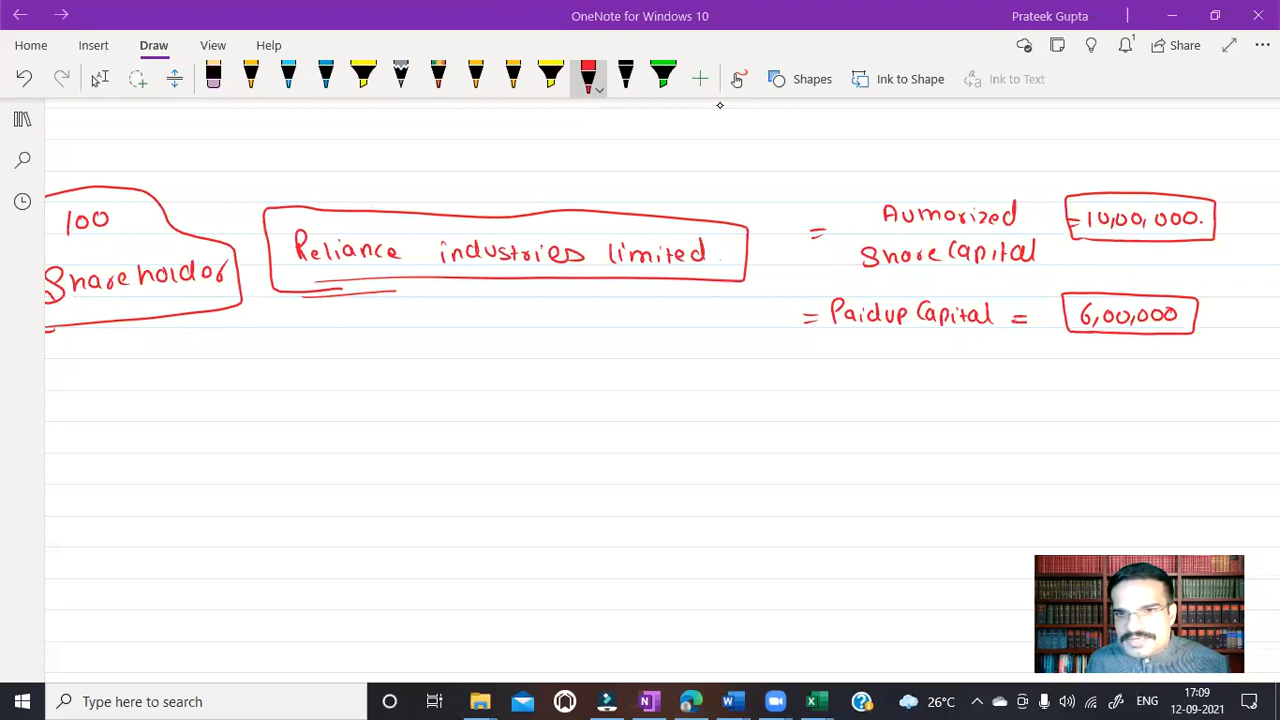 OneNote for Windows 10
Prateek Gupta
Home
Insert
Draw
View
Help
Share
Shapes
Ink to Shape
Ink to Text
100
Shareholdor
Reliance industries limited
= Aumorized
Share Capital
=10,00,000.
= Paidup Capital =
6,00,000
Type here to search
26°C
ENG
17:09
12-09-2021